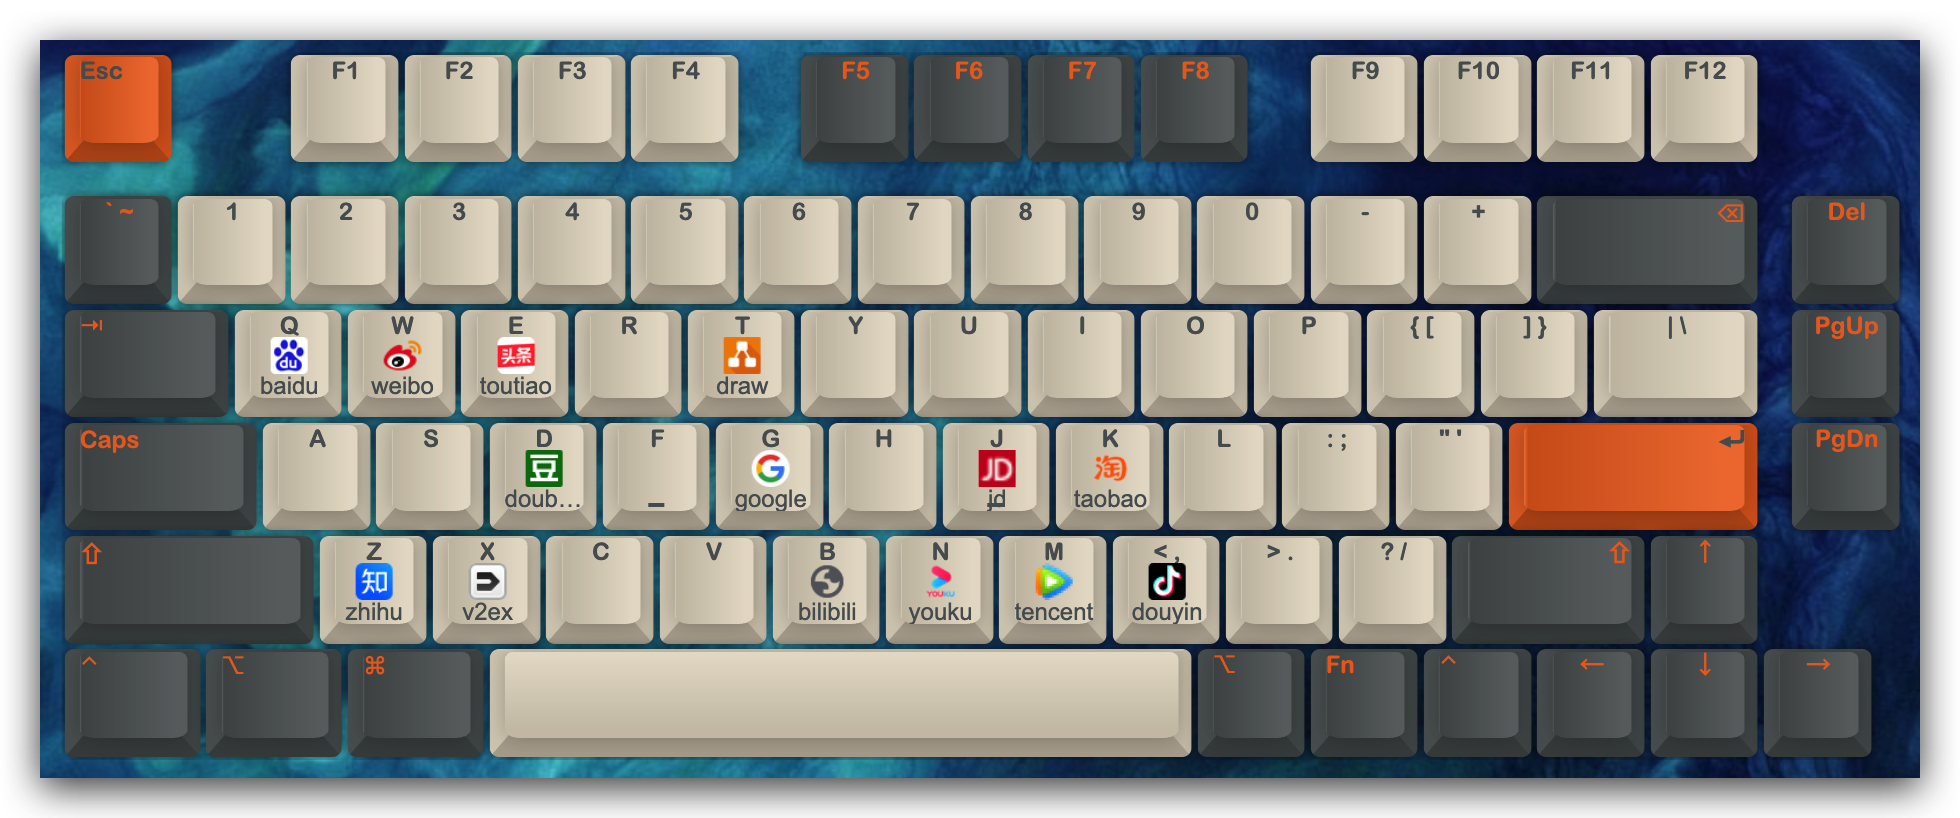 Esc F1 F2 F3 F4 F5 F6 F7 F8 F9 F10 F11 F12
` ~ 1 2 3 4 5 6 7 8 9 0 - + ⌫ Del
⇥ Q W E R T Y U I O P { [ ] } | \ PgUp
du 头条
baidu weibo toutiao draw
Caps A S D F G H J K L : ; " ' ↵ PgDn
豆 G JD 淘
doub… _ google jd taobao
⇧ Z X C V B N M < , > . ? / ⇧ ↑
知 YOUKU
zhihu v2ex bilibili youku tencent douyin
^ ⌥ ⌘ ⌥ Fn ^ ← ↓ →